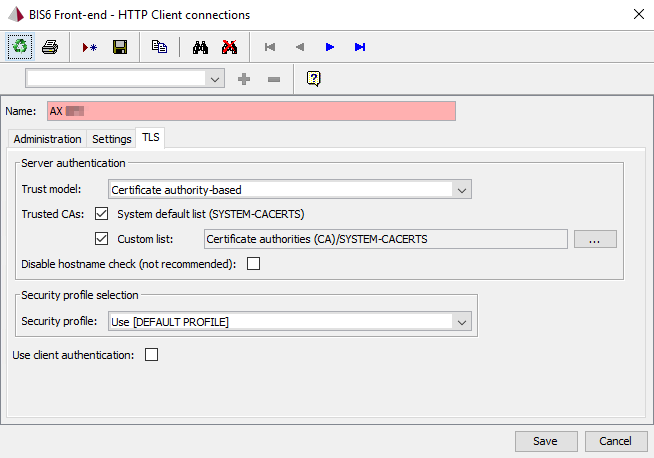 BIS6 Front-end - HTTP Client connections
Name: AX
Administration Settings TLS
Server authentication
Trust model: Certificate authority-based
Trusted CAs: System default list (SYSTEM-CACERTS)
Custom list: Certificate authorities (CA)/SYSTEM-CACERTS ...
Disable hostname check (not recommended):
Security profile selection
Security profile: Use [DEFAULT PROFILE]
Use client authentication:
Save Cancel